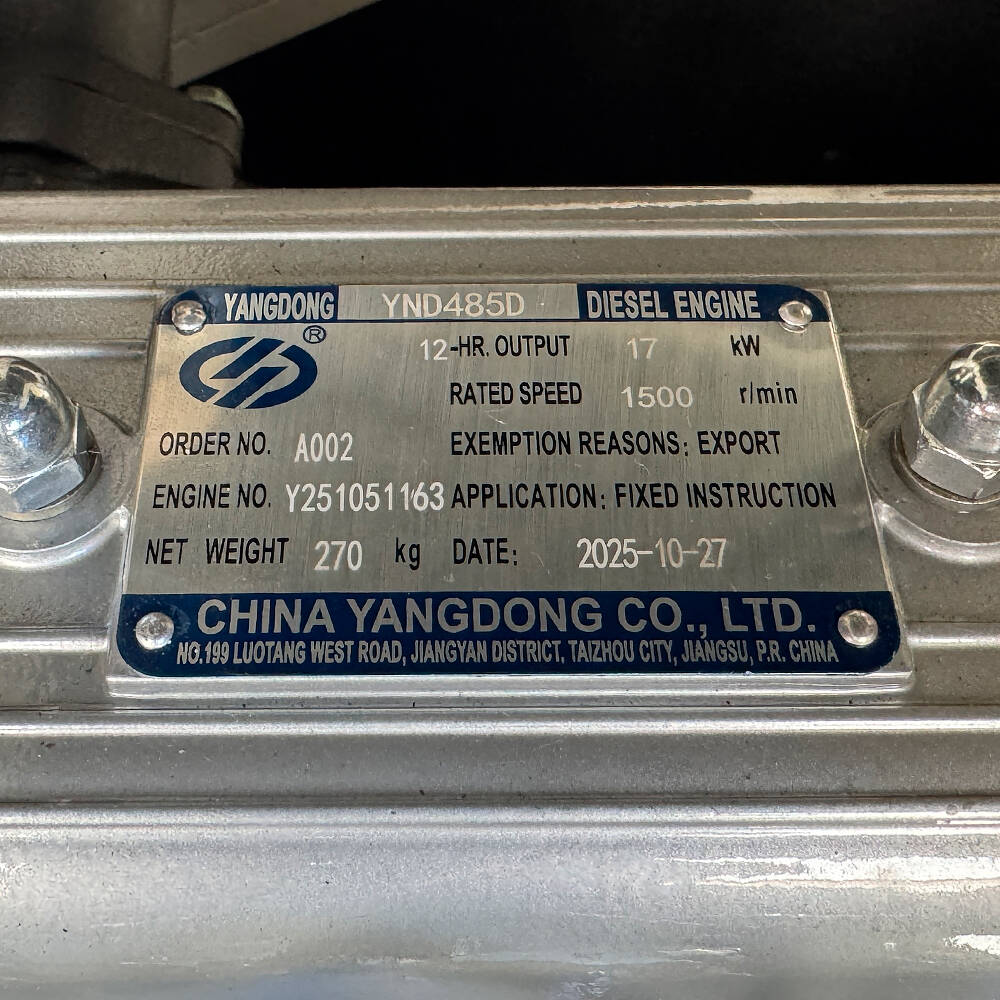 YANGDONG YND485D DIESEL ENGINE
®
12-HR. OUTPUT 17 kW
RATED SPEED 1500 r/min
ORDER NO. A002 EXEMPTION REASONS: EXPORT
ENGINE NO. Y251051163 APPLICATION: FIXED INSTRUCTION
NET WEIGHT 270 kg DATE: 2025-10-27
CHINA YANGDONG CO., LTD.
NO.199 LUOTANG WEST ROAD, JIANGYAN DISTRICT, TAIZHOU CITY, JIANGSU, P.R. CHINA